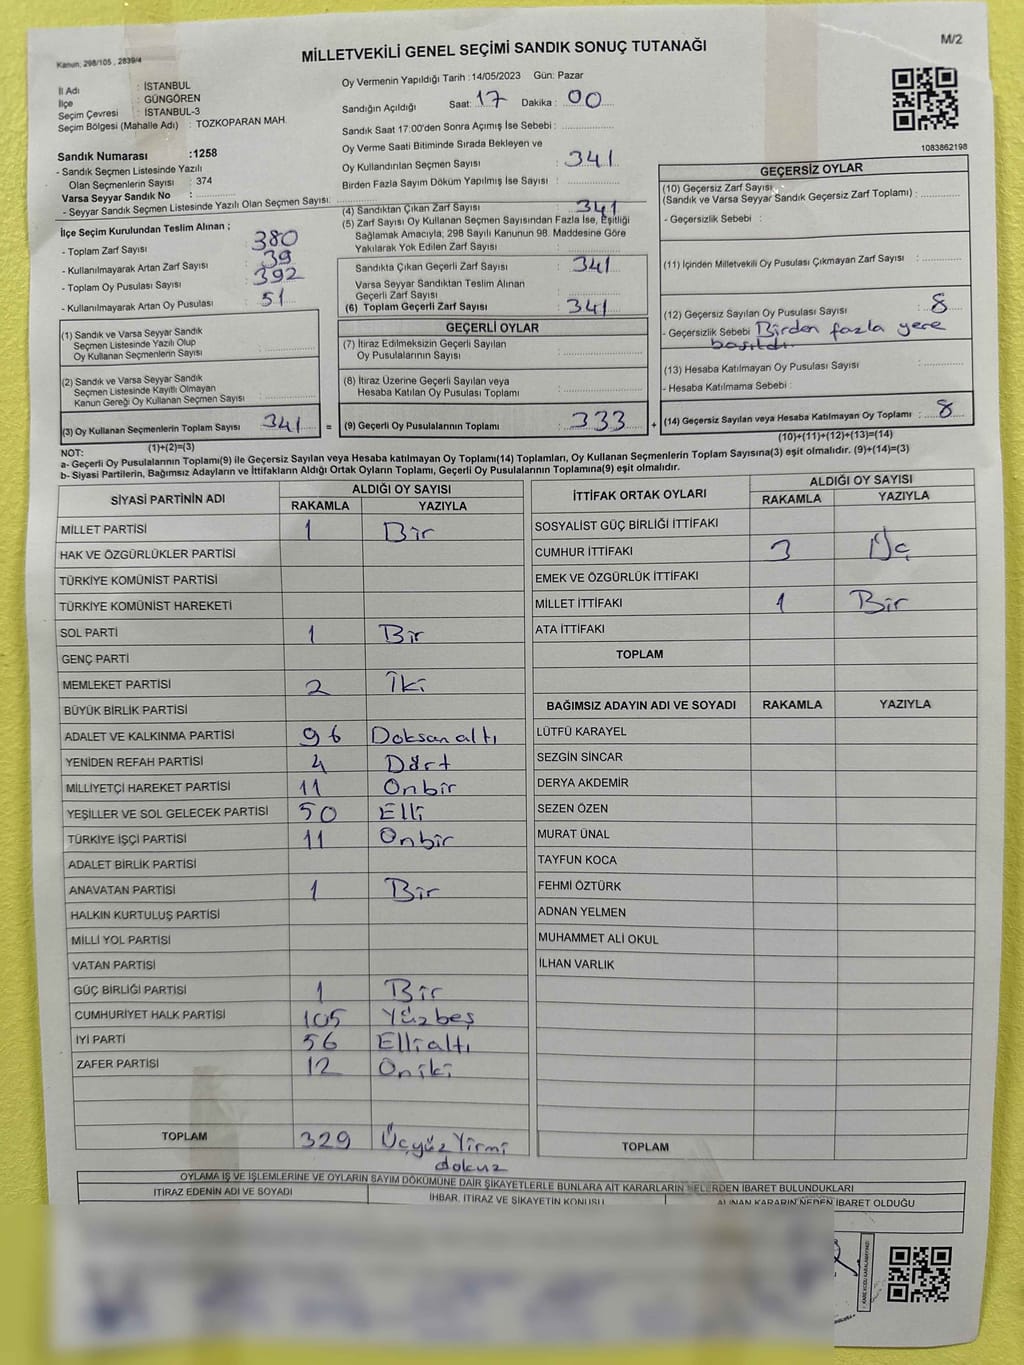 Kanun: 298/105 , 2839/4
MİLLETVEKİLİ GENEL SEÇİMİ SANDIK SONUÇ TUTANAĞI
M/2
İl Adı : İSTANBUL
İlçe : GÜNGÖREN
Seçim Çevresi : İSTANBUL-3
Seçim Bölgesi (Mahalle Adı) : TOZKOPARAN MAH.
Sandık Numarası :1258
- Sandık Seçmen Listesinde Yazılı
Olan Seçmenlerin Sayısı : 374
Varsa Seyyar Sandık No :
- Seyyar Sandık Seçmen Listesinde Yazılı Olan Seçmen Sayısı:
Oy Vermenin Yapıldığı Tarih :14/05/2023 Gün: Pazar
Sandığın Açıldığı Saat: 17 Dakika : 00
Sandık Saat 17:00'den Sonra Açımış İse Sebebi :
Oy Verme Saati Bitiminde Sırada Bekleyen ve
Oy Kullandırılan Seçmen Sayısı : 341
Birden Fazla Sayım Döküm Yapılmış İse Sayısı :
1083862198
İlçe Seçim Kurulundan Teslim Alınan ;
- Toplam Zarf Sayısı : 380
- Kullanılmayarak Artan Zarf Sayısı : 39
- Toplam Oy Pusulası Sayısı : 392
- Kullanılmayarak Artan Oy Pusulası : 51
(1) Sandık ve Varsa Seyyar Sandık
Seçmen Listesinde Yazılı Olup
Oy Kullanan Seçmenlerin Sayısı :
(2) Sandık ve Varsa Seyyar Sandık
Seçmen Listesinde Kayıtlı Olmayan
Kanun Gereği Oy Kullanan Seçmen Sayısı :
(3) Oy Kullanan Seçmenlerin Toplam Sayısı : 341 =
(1)+(2)=(3)
(4) Sandıktan Çıkan Zarf Sayısı : 341
(5) Zarf Sayısı Oy Kullanan Seçmen Sayısından Fazla İse, Eşitliği
Sağlamak Amacıyla; 298 Sayılı Kanunun 98. Maddesine Göre
Yakılarak Yok Edilen Zarf Sayısı :
Sandıkta Çıkan Geçerli Zarf Sayısı : 341
Varsa Seyyar Sandıktan Teslim Alınan
Geçerli Zarf Sayısı :
(6) Toplam Geçerli Zarf Sayısı : 341
GEÇERLİ OYLAR
(7) İtiraz Edilmeksizin Geçerli Sayılan
Oy Pusulalarının Sayısı :
(8) İtiraz Üzerine Geçerli Sayılan veya
Hesaba Katılan Oy Pusulası Toplamı :
(9) Geçerli Oy Pusulalarının Toplamı : 333 +
GEÇERSİZ OYLAR
(10) Geçersiz Zarf Sayısı
(Sandık ve Varsa Seyyar Sandık Geçersiz Zarf Toplamı) :
- Geçersizlik Sebebi :
(11) İçinden Milletvekili Oy Pusulası Çıkmayan Zarf Sayısı :
(12) Geçersiz Sayılan Oy Pusulası Sayısı : 8
- Geçersizlik Sebebi Birden fazla yere
basıldı.
(13) Hesaba Katılmayan Oy Pusulası Sayısı :
- Hesaba Katılmama Sebebi :
(14) Geçersiz Sayılan veya Hesaba Katılmayan Oy Toplamı : 8
(10)+(11)+(12)+(13)=(14)
NOT:
a- Geçerli Oy Pusulalarının Toplamı(9) ile Geçersiz Sayılan veya Hesaba katılmayan Oy Toplamı(14) Toplamları, Oy Kullanan Seçmenlerin Toplam Sayısına(3) eşit olmalıdır. (9)+(14)=(3)
b- Siyasi Partilerin, Bağımsız Adayların ve İttifakların Aldığı Ortak Oyların Toplamı, Geçerli Oy Pusulalarının Toplamına(9) eşit olmalıdır.
SİYASİ PARTİNİN ADI ALDIĞI OY SAYISI
RAKAMLA YAZIYLA
MİLLET PARTİSİ 1 Bir
HAK VE ÖZGÜRLÜKLER PARTİSİ
TÜRKİYE KOMÜNİST PARTİSİ
TÜRKİYE KOMÜNİST HAREKETİ
SOL PARTİ 1 Bir
GENÇ PARTİ
MEMLEKET PARTİSİ 2 İki
BÜYÜK BİRLİK PARTİSİ
ADALET VE KALKINMA PARTİSİ 96 Doksanaltı
YENİDEN REFAH PARTİSİ 4 Dört
MİLLİYETÇİ HAREKET PARTİSİ 11 Onbir
YEŞİLLER VE SOL GELECEK PARTİSİ 50 Elli
TÜRKİYE İŞÇİ PARTİSİ 11 Onbir
ADALET BİRLİK PARTİSİ
ANAVATAN PARTİSİ 1 Bir
HALKIN KURTULUŞ PARTİSİ
MİLLİ YOL PARTİSİ
VATAN PARTİSİ
GÜÇ BİRLİĞİ PARTİSİ 1 Bir
CUMHURİYET HALK PARTİSİ 105 Yüzbeş
İYİ PARTİ 56 Ellialtı
ZAFER PARTİSİ 12 Oniki
TOPLAM 329 ÜçyüzYirmi
dokuz
İTTİFAK ORTAK OYLARI ALDIĞI OY SAYISI
RAKAMLA YAZIYLA
SOSYALİST GÜÇ BİRLİĞİ İTTİFAKI
CUMHUR İTTİFAKI 3 Üç
EMEK VE ÖZGÜRLÜK İTTİFAKI
MİLLET İTTİFAKI 1 Bir
ATA İTTİFAKI
TOPLAM
BAĞIMSIZ ADAYIN ADI VE SOYADI RAKAMLA YAZIYLA
LÜTFÜ KARAYEL
SEZGİN SİNCAR
DERYA AKDEMİR
SEZEN ÖZEN
MURAT ÜNAL
TAYFUN KOCA
FEHMİ ÖZTÜRK
ADNAN YELMEN
MUHAMMET ALİ OKUL
İLHAN VARLIK
TOPLAM
OYLAMA İŞ VE İŞLEMLERİNE VE OYLARIN SAYIM DÖKÜMÜNE DAİR ŞİKAYETLERLE BUNLARA AİT KARARLARIN NELERDEN İBARET BULUNDUKLARI
İTİRAZ EDENİN ADI VE SOYADI
İHBAR, İTİRAZ VE ŞİKAYETİN KONUSU
ALINAN KARARIN NEDEN İBARET OLDUĞU